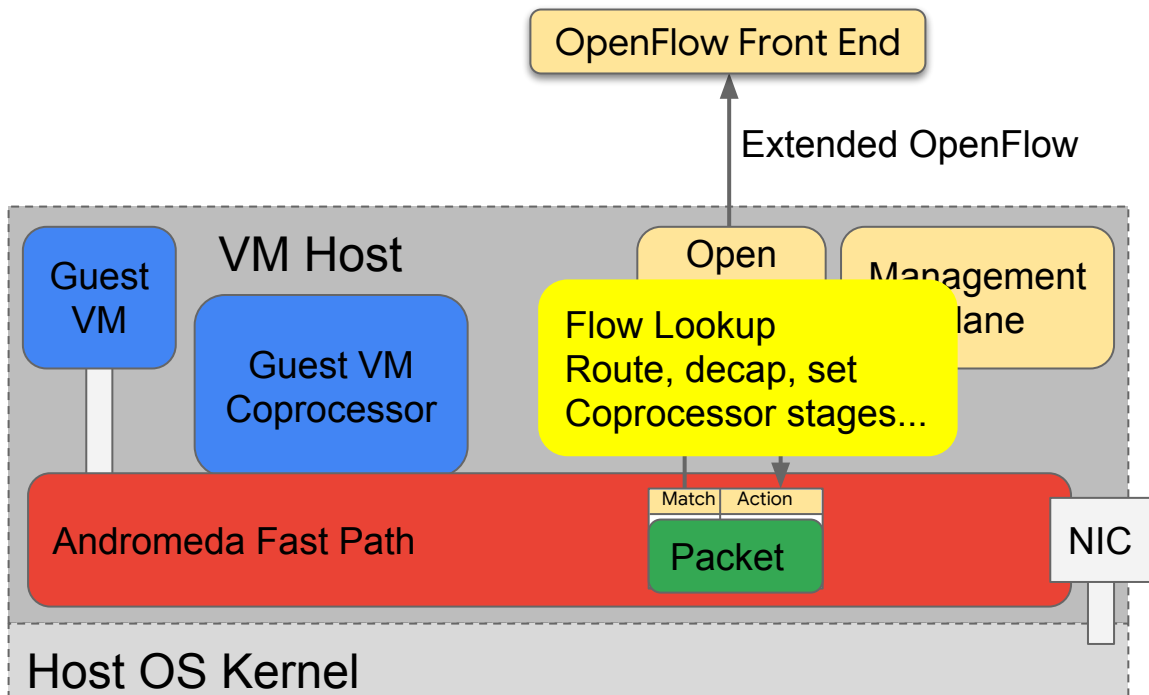 OpenFlow Front End
Extended OpenFlow
VM Host
Guest
VM
Guest VM
Coprocessor
Open
Management
lane
Flow Lookup
Route, decap, set
Coprocessor stages...
Match
Action
Andromeda Fast Path
Packet
NIC
Host OS Kernel